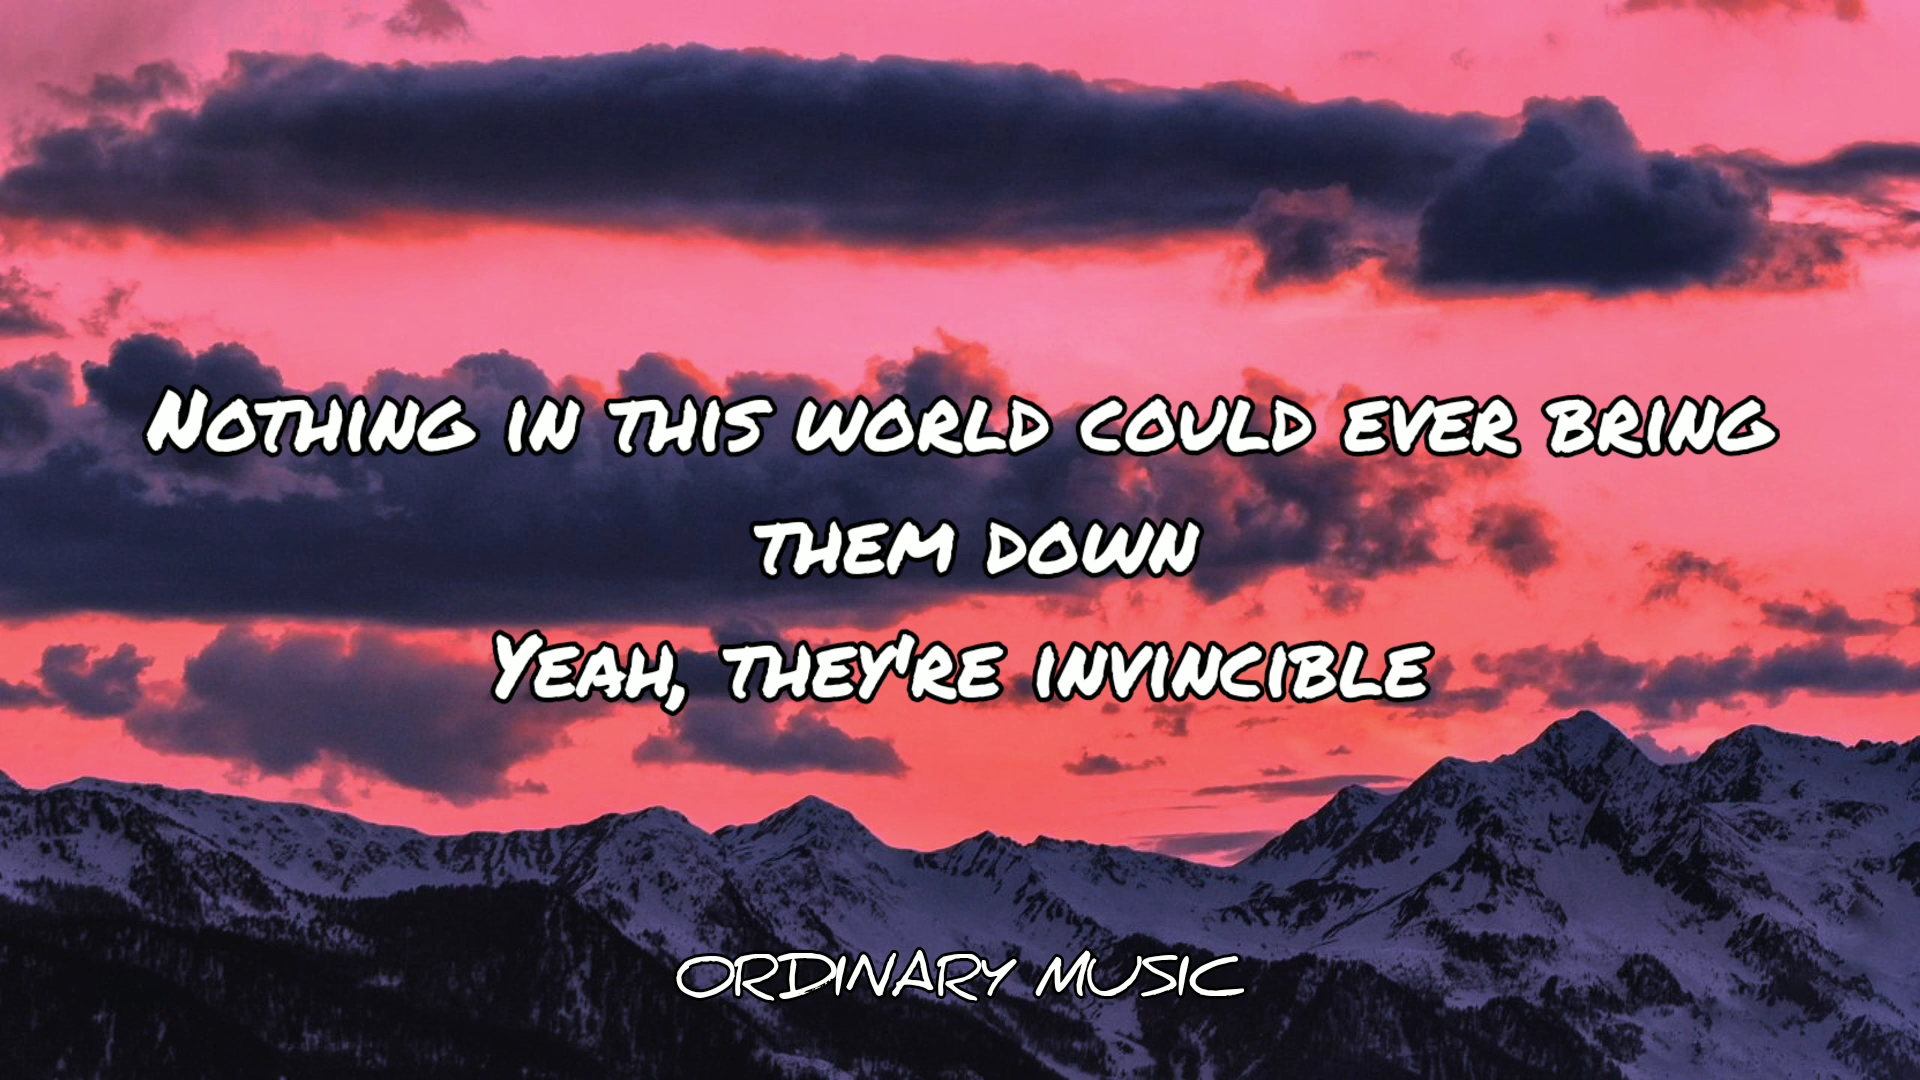 Nothing in this world could ever bring
them down
Yeah, they're invincible
ORDINARY MUSIC